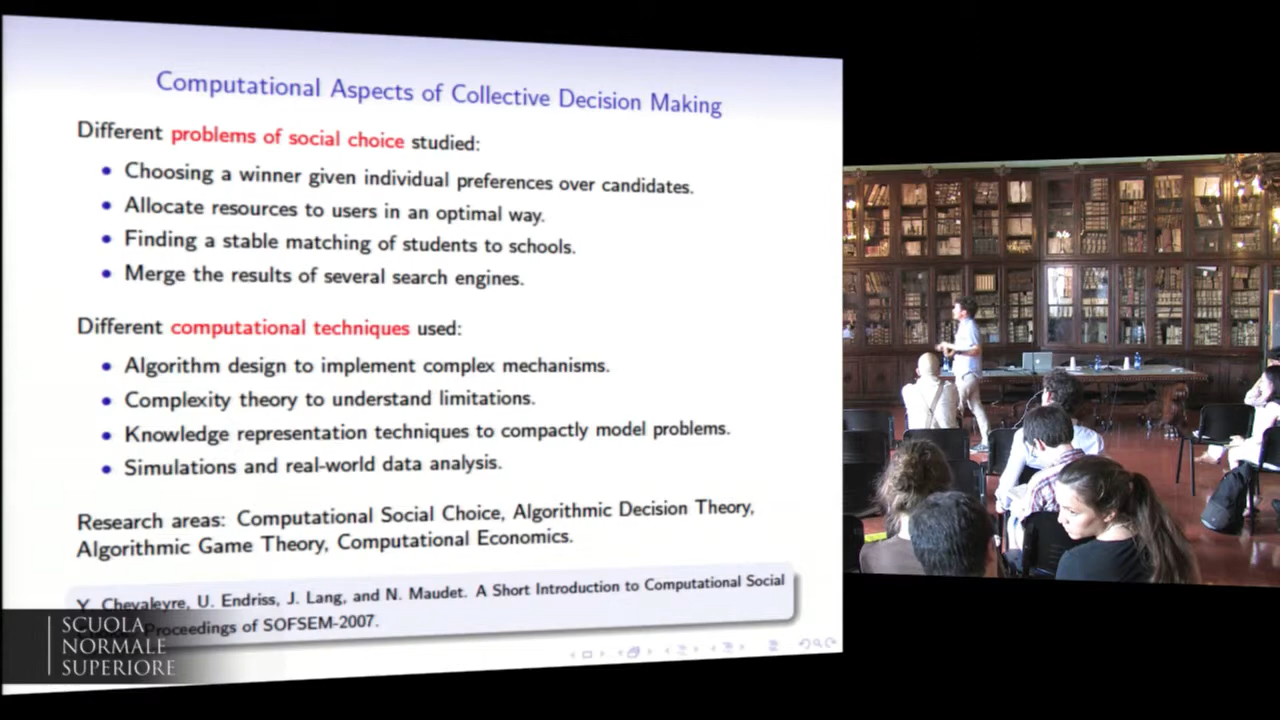 Computational Aspects of Collective Decision Making
Different problems of social choice studied:
• Choosing a winner given individual preferences over candidates.
• Allocate resources to users in an optimal way.
• Finding a stable matching of students to schools.
• Merge the results of several search engines.
Different computational techniques used:
• Algorithm design to implement complex mechanisms.
• Complexity theory to understand limitations.
• Knowledge representation techniques to compactly model problems.
• Simulations and real-world data analysis.
Research areas: Computational Social Choice, Algorithmic Decision Theory,
Algorithmic Game Theory, Computational Economics.
Y. Chevaleyre, U. Endriss, J. Lang, and N. Maudet. A Short Introduction to Computational Social
Proceedings of SOFSEM-2007.
SCUOLA
NORMALE
SUPERIORE